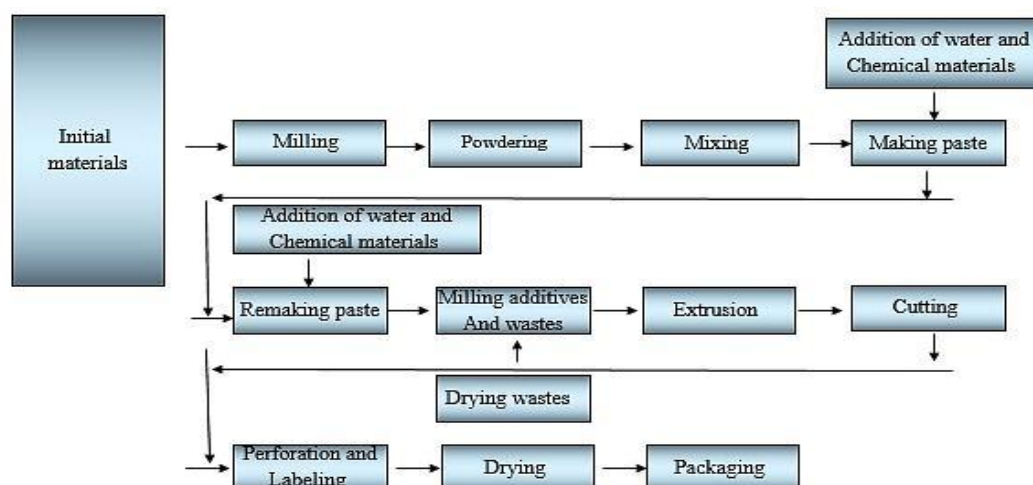 Addition of water and
Chemical materials
Initial
materials
Milling
Powdering
Mixing
Making paste
Addition of water and
Chemical materials
Remaking paste
Milling additives
And wastes
Extrusion
Cutting
Drying wastes
Perforation and
Labeling
Drying
Packaging